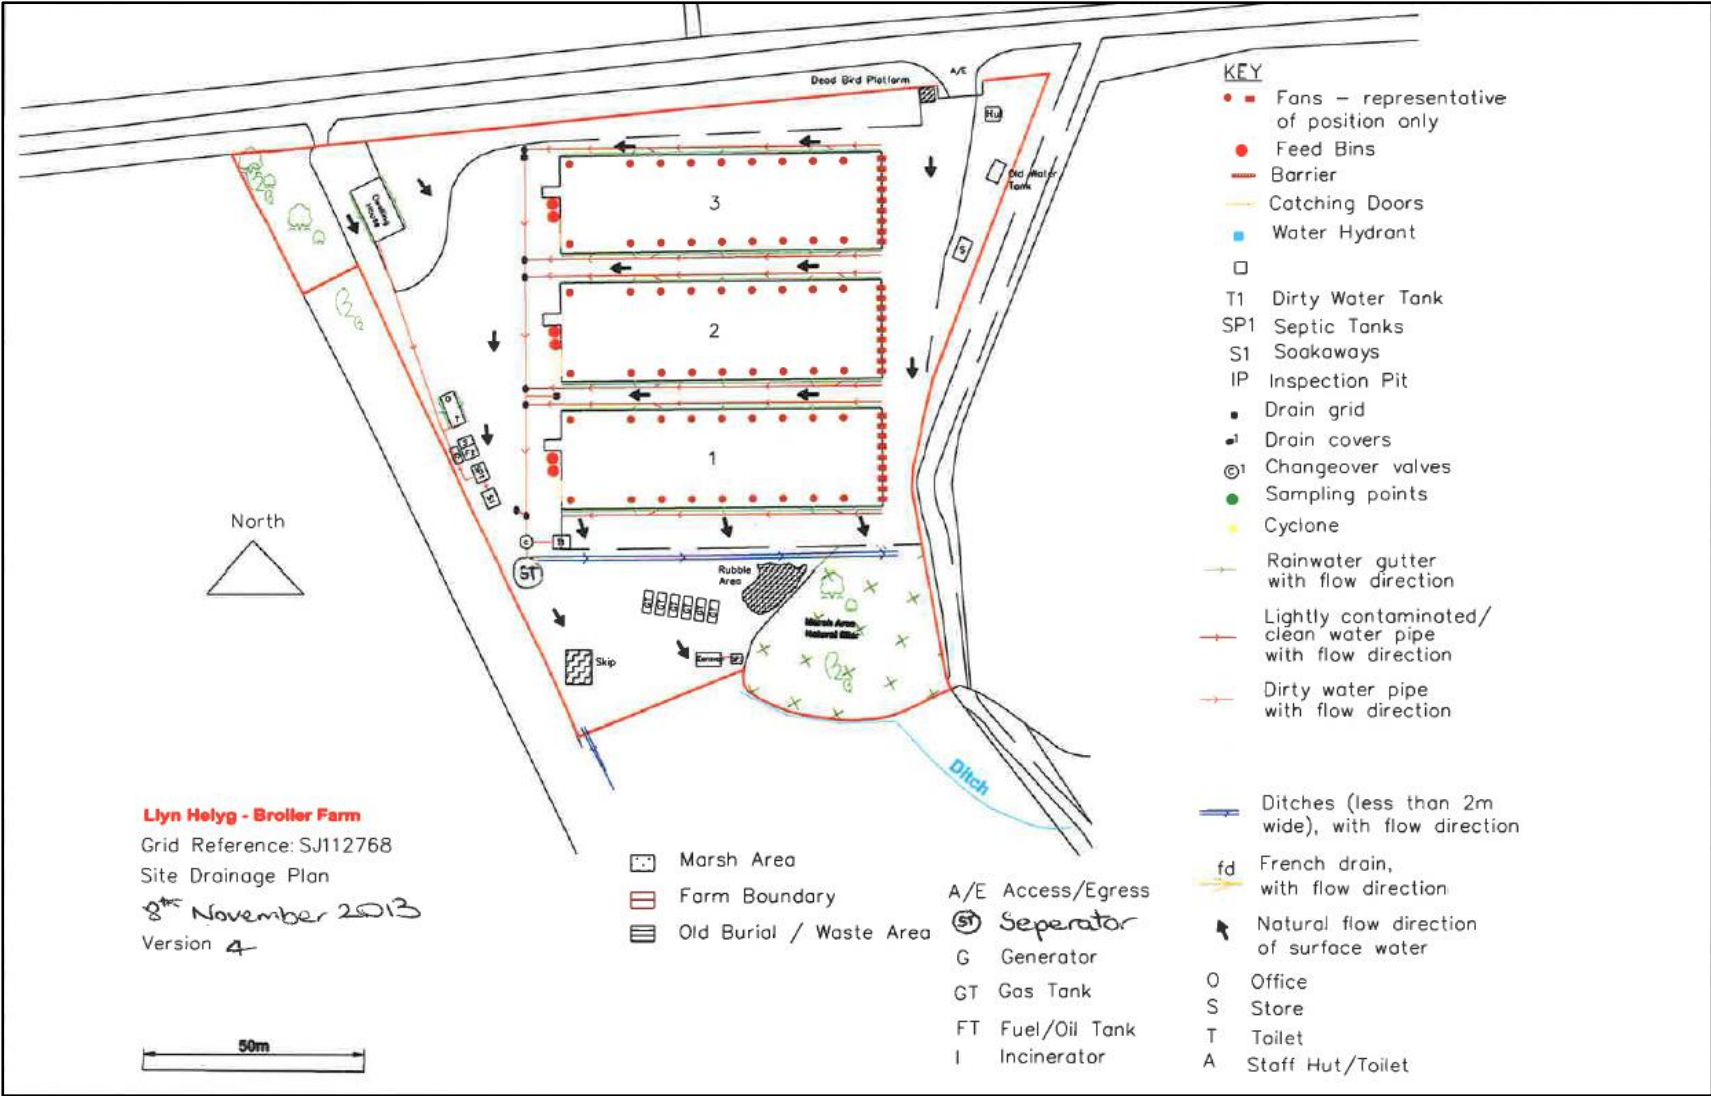 Dead Bird Platform
A/E
Hut
Old Water
Tank
Dwelling
House
3
S
2
1
North
S1
C
ST
Rubble
Area
G G G G G G
Marsh Area
Natural filter
Skip
Ditch
KEY
Fans – representative
of position only
Feed Bins
Barrier
Catching Doors
Water Hydrant
T1 Dirty Water Tank
SP1 Septic Tanks
S1 Soakaways
IP Inspection Pit
Drain grid
1 Drain covers
©1 Changeover valves
Sampling points
Cyclone
Rainwater gutter
with flow direction
Lightly contaminated/
clean water pipe
with flow direction
Dirty water pipe
with flow direction
Ditches (less than 2m
wide), with flow direction
fd French drain,
with flow direction
Natural flow direction
of surface water
O Office
S Store
T Toilet
A Staff Hut/Toilet
A/E Access/Egress
ST Seperator
G Generator
GT Gas Tank
FT Fuel/Oil Tank
I Incinerator
Marsh Area
Farm Boundary
Old Burial / Waste Area
Llyn Helyg - Broiler Farm
Grid Reference: SJ112768
Site Drainage Plan
8th November 2013
Version 4
50m